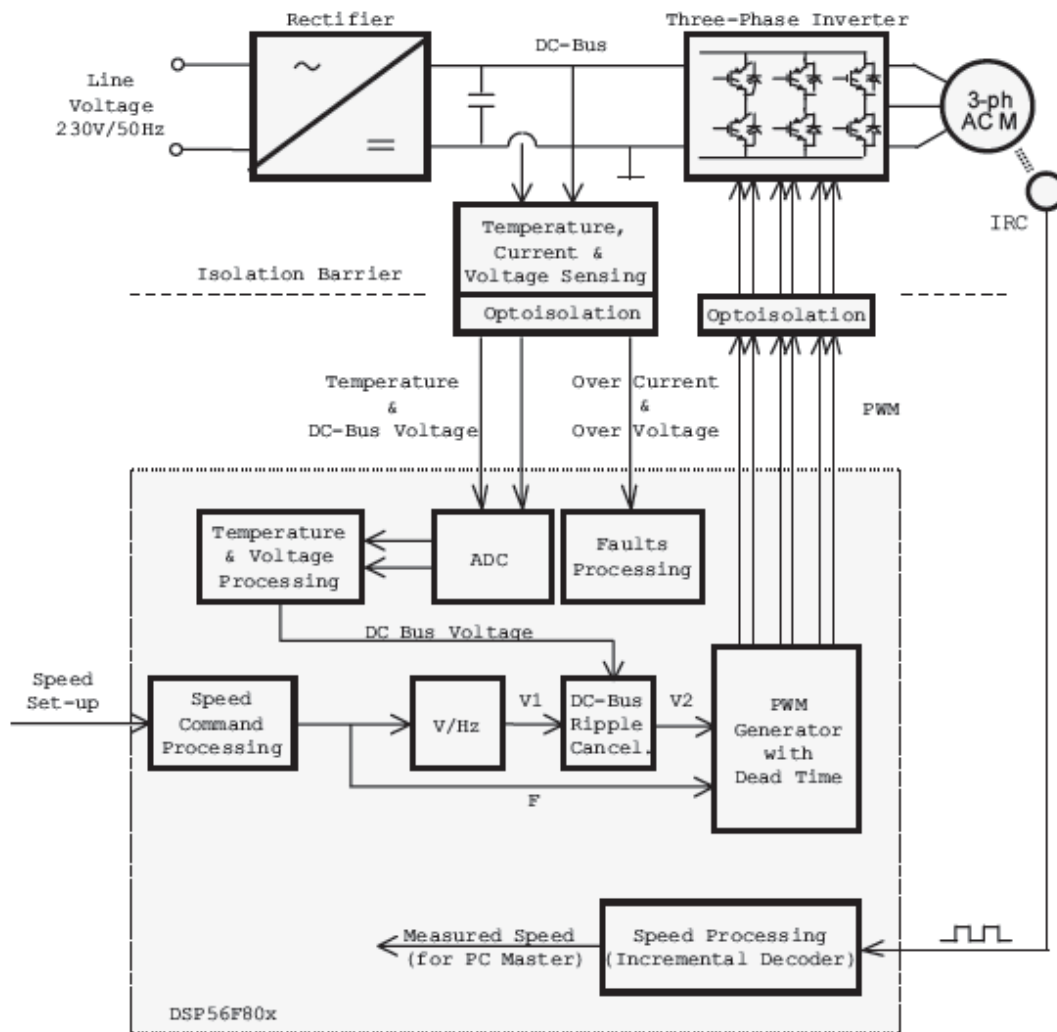 Rectifier
Three-Phase Inverter
DC-Bus
Line
Voltage
230V/50Hz
3-ph
AC M
IRC
Temperature,
Current &
Voltage Sensing
Isolation Barrier
Optoisolation
Optoisolation
Temperature
&
DC-Bus Voltage
Over Current
&
Over Voltage
PWM
Temperature
& Voltage
Processing
ADC
Faults
Processing
DC Bus Voltage
Speed
Set-up
Speed
Command
Processing
V/Hz
V1
DC-Bus
Ripple
Cancel.
V2
PWM
Generator
with
Dead Time
F
Measured Speed
(for PC Master)
Speed Processing
(Incremental Decoder)
DSP56F80x